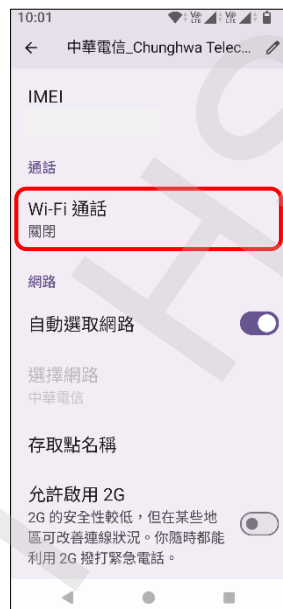 10:01
VoLTE VoLTE
中華電信_Chunghwa Telec...
IMEI
通話
Wi-Fi 通話
關閉
網路
自動選取網路
選擇網路
中華電信
存取點名稱
允許啟用 2G
2G 的安全性較低，但在某些地
區可改善連線狀況。你隨時都能
利用 2G 撥打緊急電話。